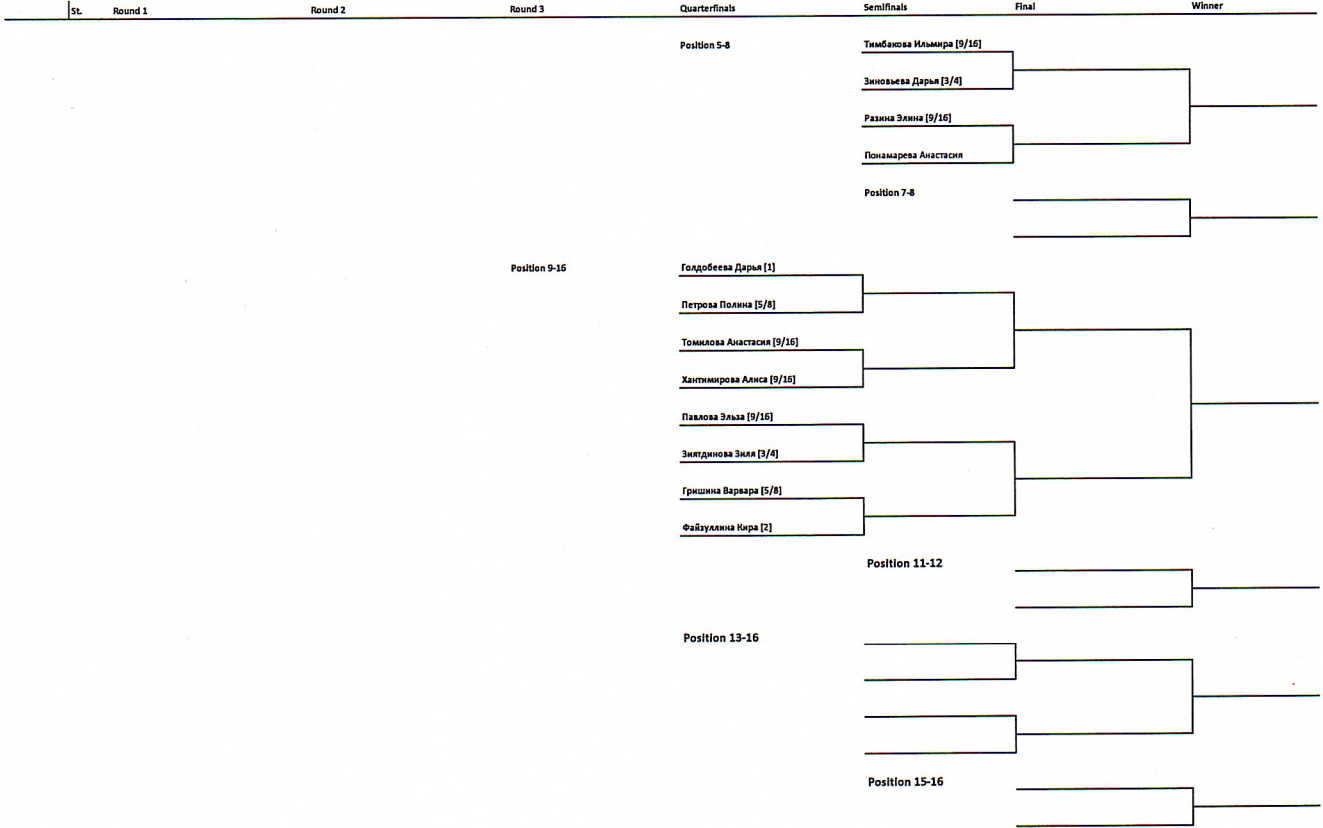 St. Round 1 Round 2 Round 3 Quarterfinals Semifinals Final Winner
Position 5-8 Тимбакова Ильмира [9/16]
Зиновьева Дарья [3/4]
Разина Элина [9/16]
Понамарева Анастасия
Position 7-8
Position 9-16 Голдобеева Дарья [1]
Петрова Полина [5/8]
Томилова Анастасия [9/16]
Хантимирова Алиса [9/16]
Павлова Эльза [9/16]
Зиятдинова Зиля [3/4]
Гришина Варвара [5/8]
Файзуллина Кира [2]
Position 11-12
Position 13-16
Position 15-16